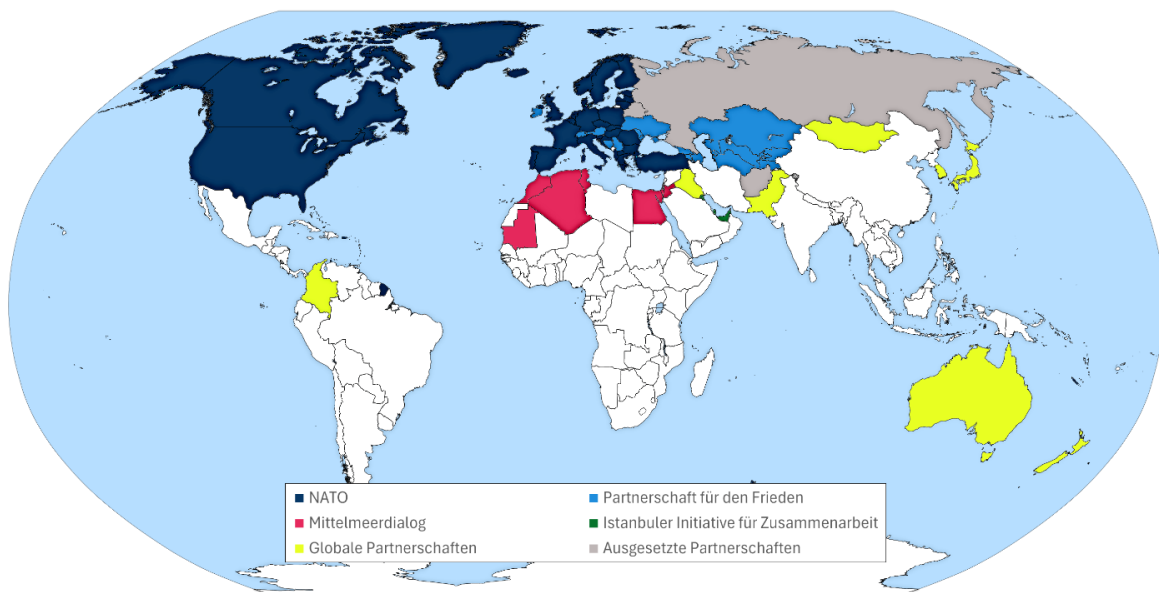 NATO
Partnerschaft für den Frieden
Mittelmeerdialog
Istanbuler Initiative für Zusammenarbeit
Globale Partnerschaften
Ausgesetzte Partnerschaften